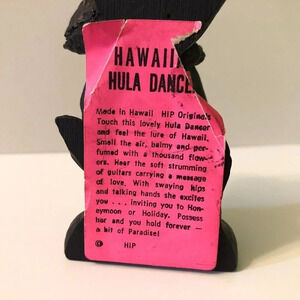 HAWAII
HULA DANCE
Made in Hawaii HIP Originals
Touch this lovely Hula Dancer
and feel the lure of Hawaii.
Smell the air, balmy and per-
fumed with a thousand flow-
ers. Hear the soft strumming
of guitars carrying a message
of love. With swaying hips
and talking hands she excites
you . . . inviting you to Hon-
eymoon or Holiday. Possess
her and you hold forever —
a bit of Paradise!
© HIP